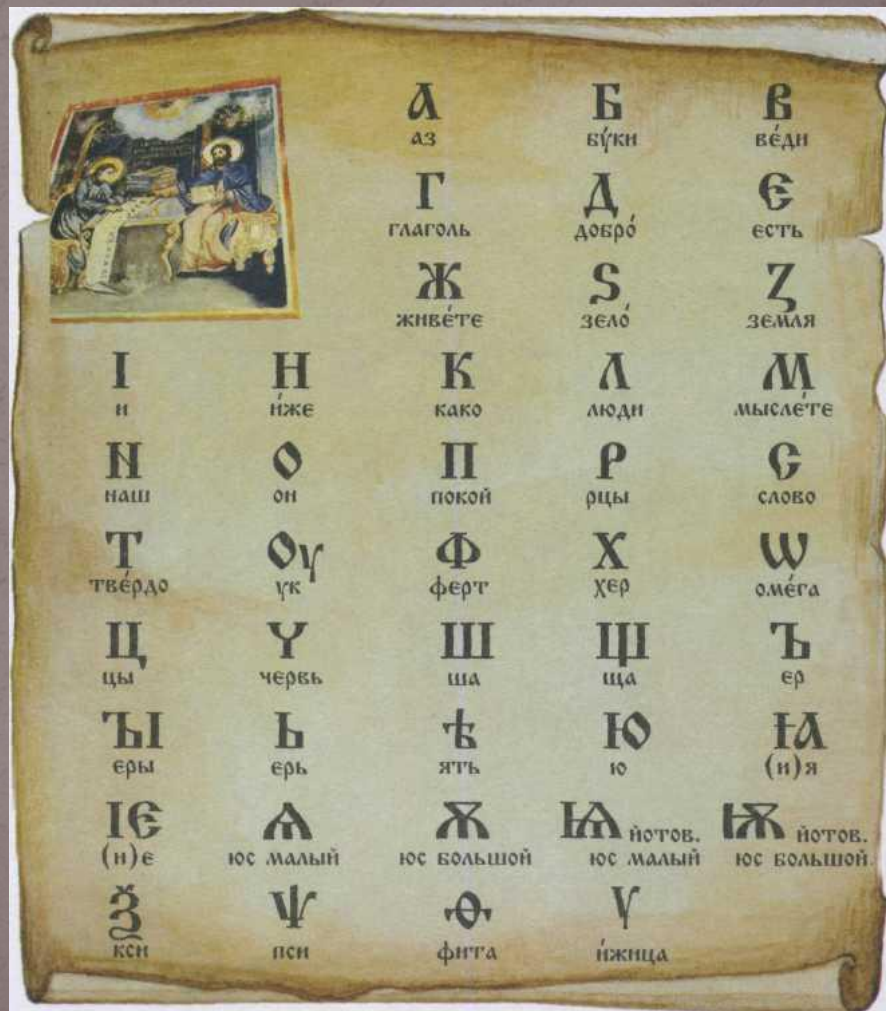 А Б В
аз бу́ки ве́ди
Г Д Є
глаголь добро́ єсть
Ж Ѕ З
живе́те зело́ земля
І Н К Л М
и и́же како люди мысле́те
N О П Р С
наш он покой рцы слово
Т Оу Ф Х Ѡ
тве́рдо ук ферт хер оме́га
Ц Ч Ш Щ Ъ
цы червь ша ща ер
ЪІ Ь Ѣ Ю ІА
еры ерь ять ю (и)я
ІЄ Ѧ Ѫ Ѩ йотов. Ѭ йотов.
(и)є юс малый юс большой юс малый юс большой.
Ѯ Ѱ Ѳ Ѵ
кси пси фита и́жица